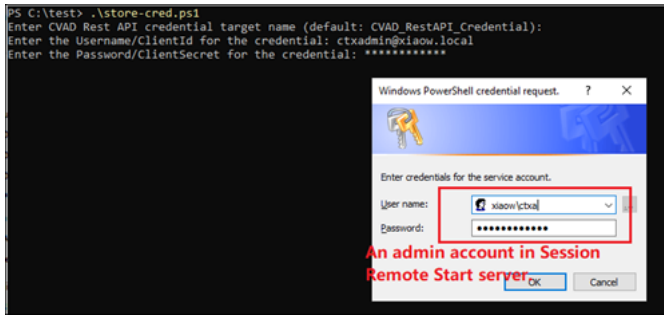 PS C:\test> .\store-cred.ps1
Enter CVAD Rest API credential target name (default: CVAD_RestAPI_Credential):
Enter the Username/ClientId for the credential: ctxadmin@xiaow.local
Enter the Password/ClientSecret for the credential: ************
Windows PowerShell credential request. ? X
Enter credentials for the service account.
User name: xiaow\ctxa ...
Password: ●●●●●●●●●●●●
An admin account in Session
Remote Start server.
OK Cancel